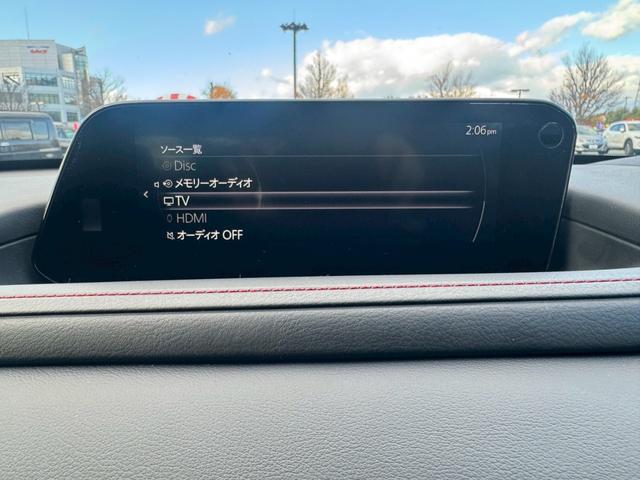 2:06pm
ソース一覧
Disc
メモリーオーディオ
TV
HDMI
オーディオ OFF